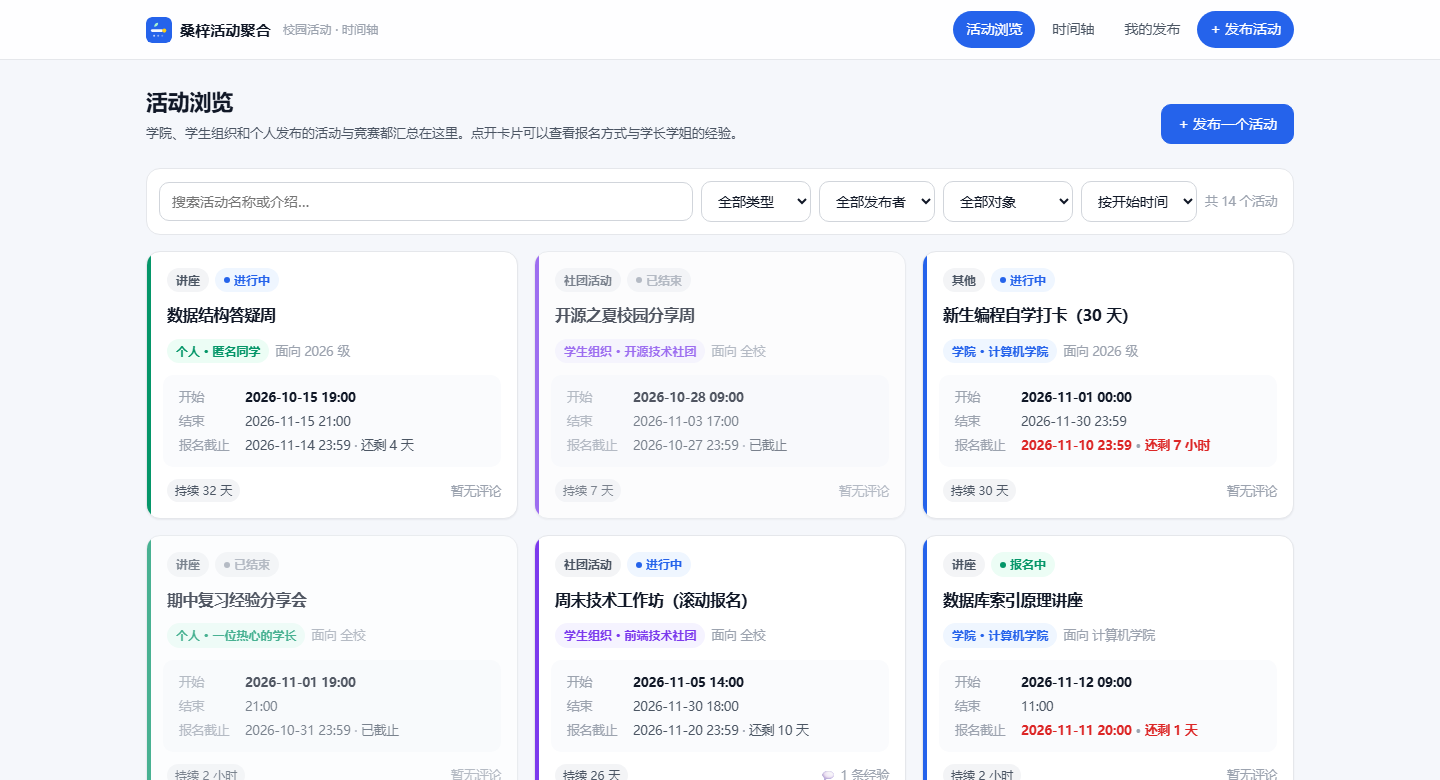 桑梓活动聚合 校园活动 · 时间轴 活动浏览 时间轴 我的发布 + 发布活动
活动浏览
学院、学生组织和个人发布的活动与竞赛都汇总在这里。点开卡片可以查看报名方式与学长学姐的经验。
+ 发布一个活动
搜索活动名称或介绍... 全部类型 全部发布者 全部对象 按开始时间 共 14 个活动
讲座 进行中
数据结构答疑周
个人 • 匿名同学 面向 2026 级
开始 2026-10-15 19:00
结束 2026-11-15 21:00
报名截止 2026-11-14 23:59 · 还剩 4 天
持续 32 天 暂无评论
社团活动 已结束
开源之夏校园分享周
学生组织 • 开源技术社团 面向 全校
开始 2026-10-28 09:00
结束 2026-11-03 17:00
报名截止 2026-10-27 23:59 · 已截止
持续 7 天 暂无评论
其他 进行中
新生编程自学打卡（30 天）
学院 • 计算机学院 面向 2026 级
开始 2026-11-01 00:00
结束 2026-11-30 23:59
报名截止 2026-11-10 23:59 • 还剩 7 小时
持续 30 天 暂无评论
讲座 已结束
期中复习经验分享会
个人 • 一位热心的学长 面向 全校
开始 2026-11-01 19:00
结束 21:00
报名截止 2026-10-31 23:59 · 已截止
持续 2 小时 暂无评论
社团活动 进行中
周末技术工作坊（滚动报名）
学生组织 • 前端技术社团 面向 全校
开始 2026-11-05 14:00
结束 2026-11-30 18:00
报名截止 2026-11-20 23:59 · 还剩 10 天
持续 26 天 1 条经验
讲座 报名中
数据库索引原理讲座
学院 • 计算机学院 面向 计算机学院
开始 2026-11-12 09:00
结束 11:00
报名截止 2026-11-11 20:00 • 还剩 1 天
持续 2 小时 暂无评论